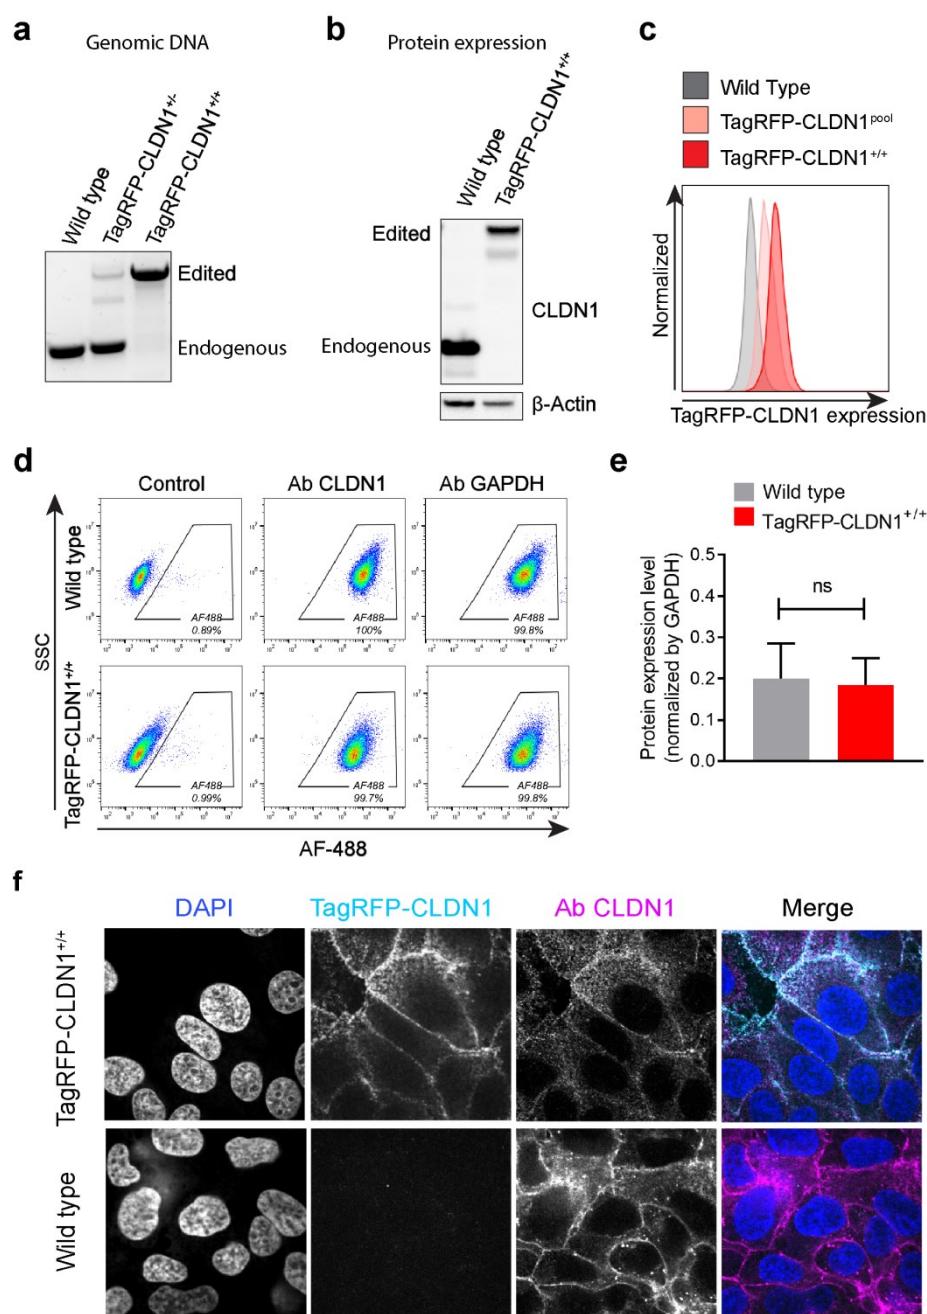 a
Genomic DNA
Wild type
TagRFP-CLDN1+/-
TagRFP-CLDN1+/+
Edited
Endogenous
b
Protein expression
Wild type
TagRFP-CLDN1+/+
Edited
CLDN1
Endogenous
β-Actin
c
Wild Type
TagRFP-CLDN1pool
TagRFP-CLDN1+/+
Normalized
TagRFP-CLDN1 expression
d
Control
Ab CLDN1
Ab GAPDH
Wild type
AF488
0.89%
AF488
100%
AF488
99.8%
SSC
TagRFP-CLDN1+/+
AF488
0.99%
AF488
99.7%
AF488
99.8%
AF-488
e
Wild type
TagRFP-CLDN1+/+
Protein expression level
(normalized by GAPDH)
0.5
0.4
0.3
0.2
0.1
0.0
ns
f
DAPI
TagRFP-CLDN1
Ab CLDN1
Merge
TagRFP-CLDN1+/+
Wild type